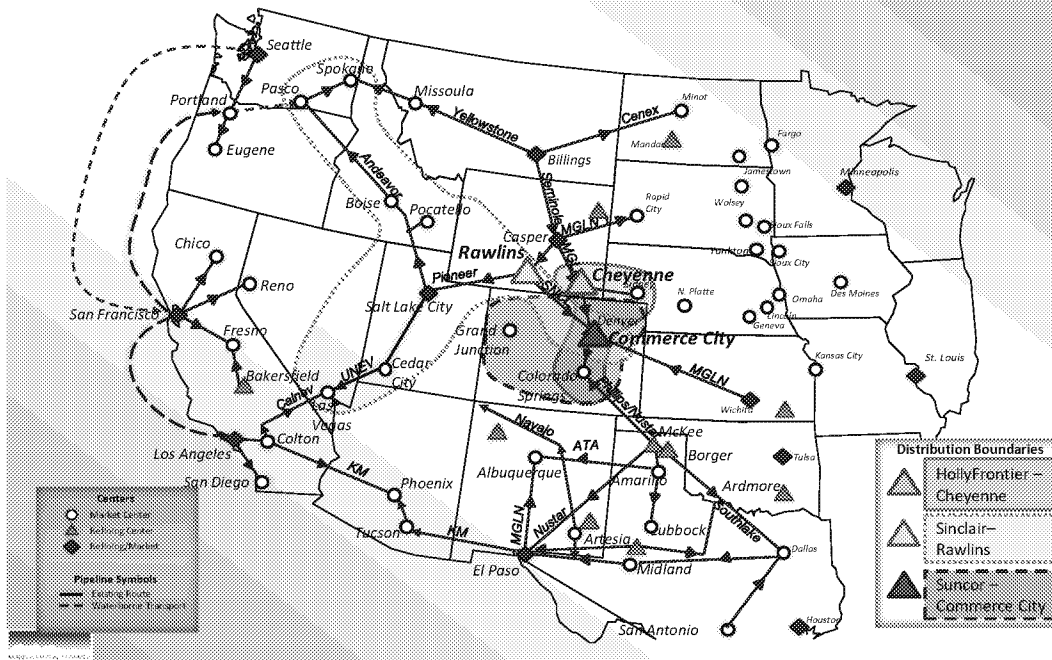 Seattle
Spokane
Pasco
Missoula
Portland
Yellowstone
Cenex
Minot
Eugene
Billings
Fargo
Jamestown
Minneapolis
Andeavor
Boise
Pocatello
Seminole
Rapid
City
Wolsey
Sioux Falls
MGLN
Casper
Chico
Rawlins
Yankton
Sioux City
Pioneer
Cheyenne
Reno
Salt Lake City
N. Platte
Omaha
Des Moines
San Francisco
Lincoln
Geneva
Denver
Fresno
Grand
Junction
Commerce City
Kansas City
St. Louis
Bakersfield
UNEV
Cedar
City
Colorado
Springs
MGLN
Calnev
Las
Vegas
Wichita
Navajo
McKee
Colton
ATA
Borger
Los Angeles
KM
Albuquerque
Amarillo
Tulsa
San Diego
Phoenix
Ardmore
MGLN
Nustar
Southlake
Tucson
KM
Artesia
Lubbock
Dallas
El Paso
Midland
San Antonio
Houston
Centers
Market Center
Refining Center
Refining/Market
Pipeline Symbols
Existing Route
Waterborne Transport
Distribution Boundaries
HollyFrontier –
Cheyenne
Sinclair–
Rawlins
Suncor –
Commerce City